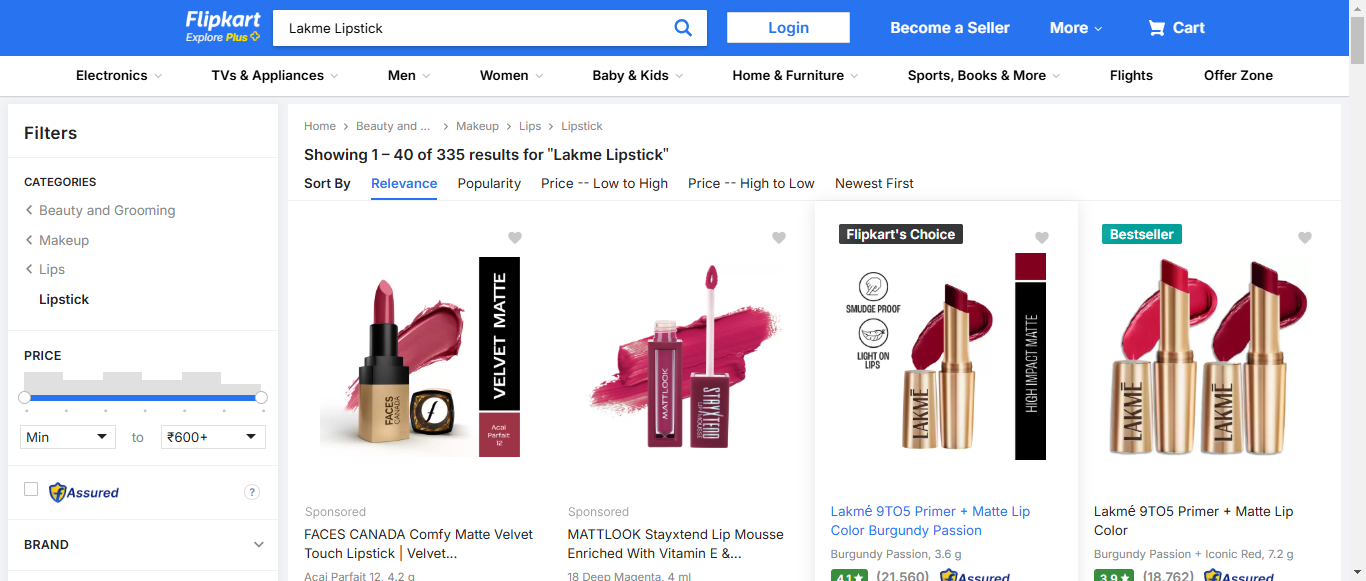 Flipkart
Explore Plus
Lakme Lipstick
Login
Become a Seller
More
Cart
Electronics
TVs & Appliances
Men
Women
Baby & Kids
Home & Furniture
Sports, Books & More
Flights
Offer Zone
Filters
CATEGORIES
Beauty and Grooming
Makeup
Lips
Lipstick
PRICE
Min
to
₹600+
Assured
?
BRAND
Home
Beauty and ...
Makeup
Lips
Lipstick
Showing 1 – 40 of 335 results for "Lakme Lipstick"
Sort By
Relevance
Popularity
Price -- Low to High
Price -- High to Low
Newest First
VELVET MATTE
FACES
CANADA
Acai
Parfait
12
Sponsored
FACES CANADA Comfy Matte Velvet
Touch Lipstick | Velvet...
Acai Parfait 12, 4.2 g
MATTLOOK
STAYXTEND
LIP MOUSSE
Sponsored
MATTLOOK Stayxtend Lip Mousse
Enriched With Vitamin E &...
18 Deep Magenta, 4 ml
Flipkart's Choice
SMUDGE PROOF
LIGHT ON
LIPS
LAKMÉ
HIGH IMPACT MATTE
Lakmé 9TO5 Primer + Matte Lip
Color Burgundy Passion
Burgundy Passion, 3.6 g
4.1★
(21,560)
Assured
Bestseller
LAKMÉ
LAKMÉ
Lakmé 9TO5 Primer + Matte Lip
Color
Burgundy Passion + Iconic Red, 7.2 g
3.9★
(18,762)
Assured